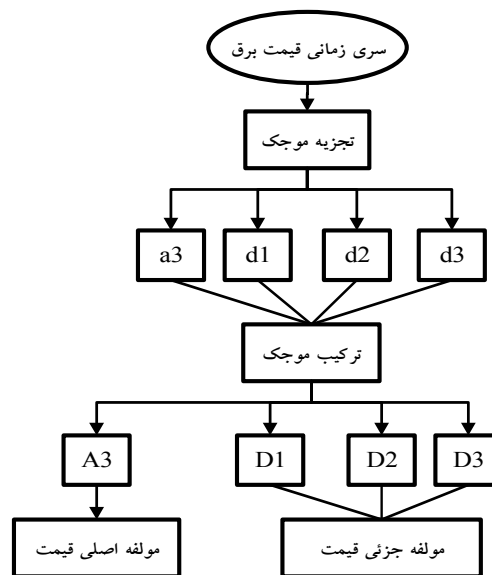 سری زمانی قیمت برق
تجزیه موجک
a3 d1 d2 d3
ترکیب موجک
A3 D1 D2 D3
مولفه اصلی قیمت مولفه جزئی قیمت